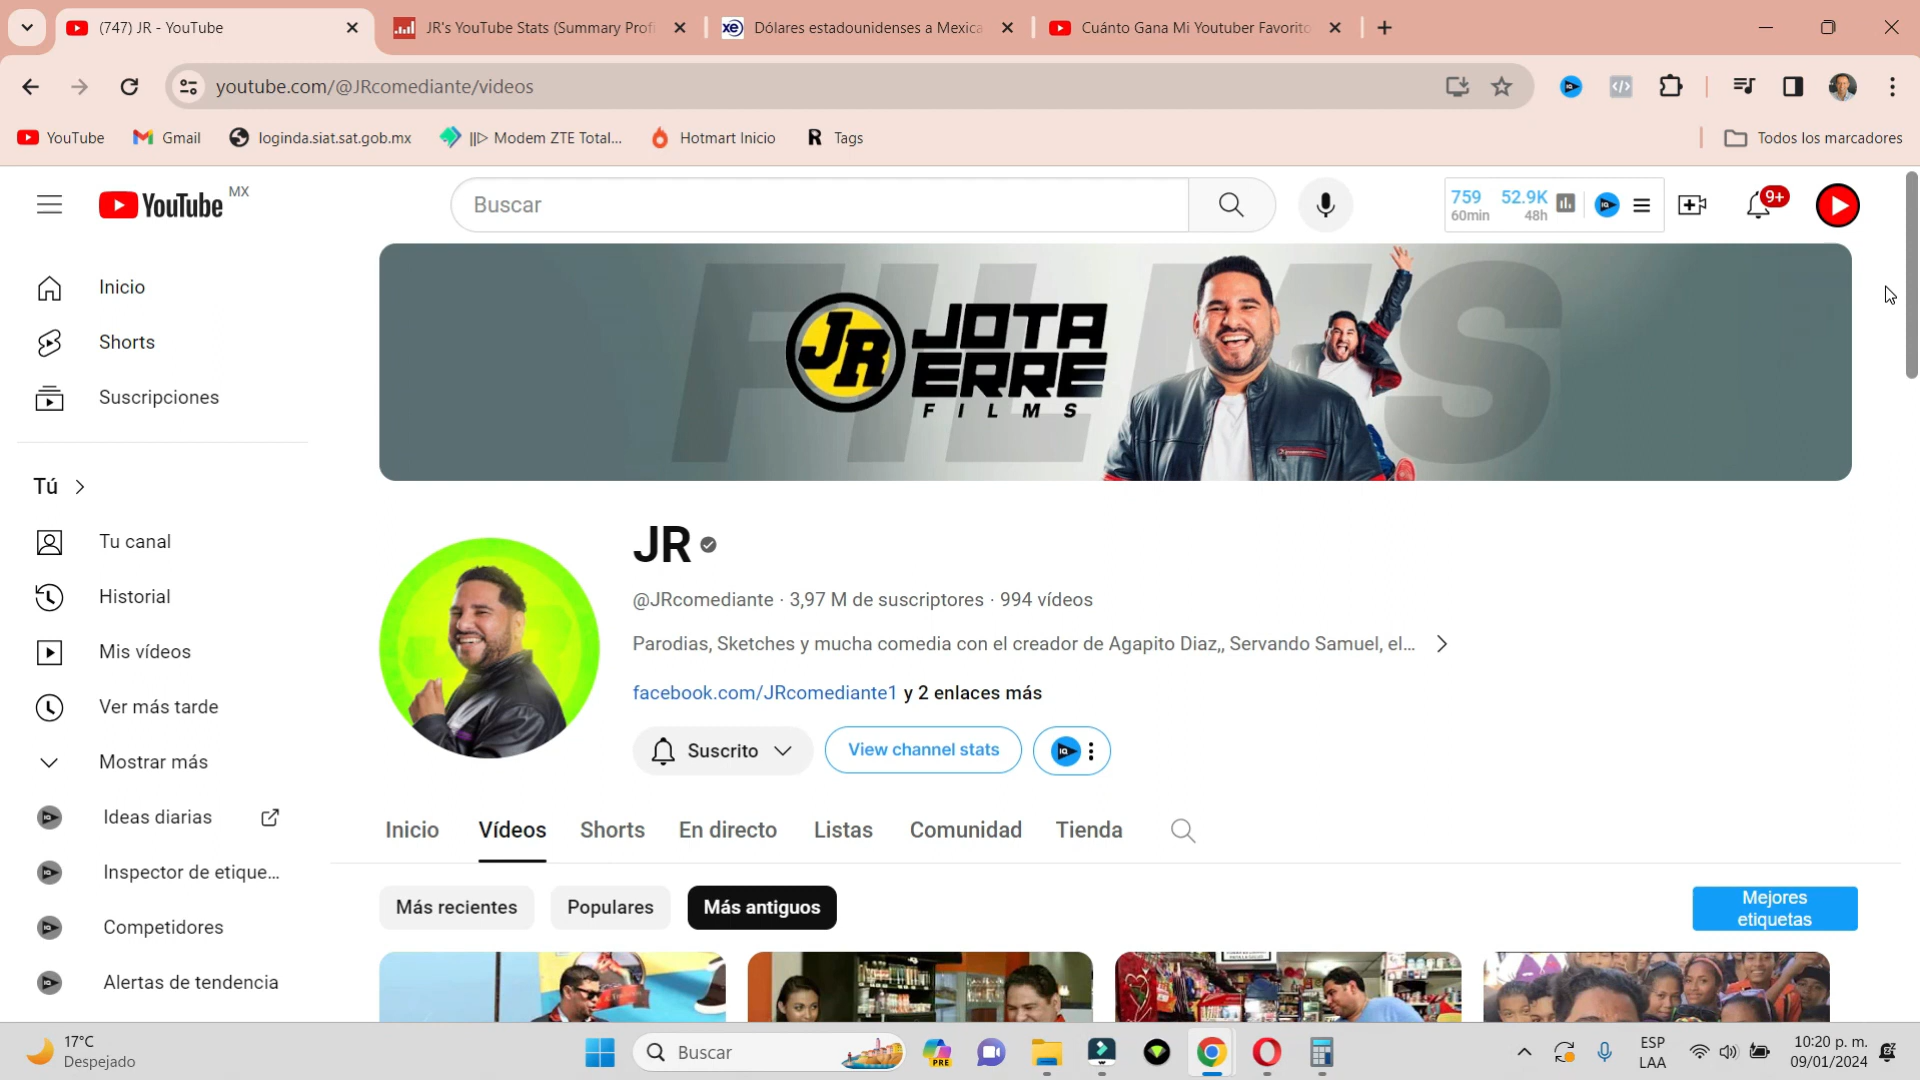 (747) JR - YouTube
JR's YouTube Stats (Summary Profi
xe Dólares estadounidenses a Mexica
Cuánto Gana Mi Youtuber Favorito
youtube.com/@JRcomediante/videos
YouTube
Gmail
loginda.siat.sat.gob.mx
||▷ Modem ZTE Total...
Hotmart Inicio
R Tags
Todos los marcadores
YouTube MX
Buscar
759 60min
52.9K 48h
9+
Inicio
Shorts
Suscripciones
Tú
Tu canal
Historial
Mis vídeos
Ver más tarde
Mostrar más
Ideas diarias
Inspector de etique...
Competidores
Alertas de tendencia
FILMS
JR JOTA
ERRE
FILMS
JR
@JRcomediante · 3,97 M de suscriptores · 994 vídeos
Parodias, Sketches y mucha comedia con el creador de Agapito Diaz,, Servando Samuel, el...
facebook.com/JRcomediante1 y 2 enlaces más
Suscrito
View channel stats
Inicio
Vídeos
Shorts
En directo
Listas
Comunidad
Tienda
Más recientes
Populares
Más antiguos
Mejores
etiquetas
17°C
Despejado
Buscar
PRE
ESP
LAA
10:20 p. m.
09/01/2024